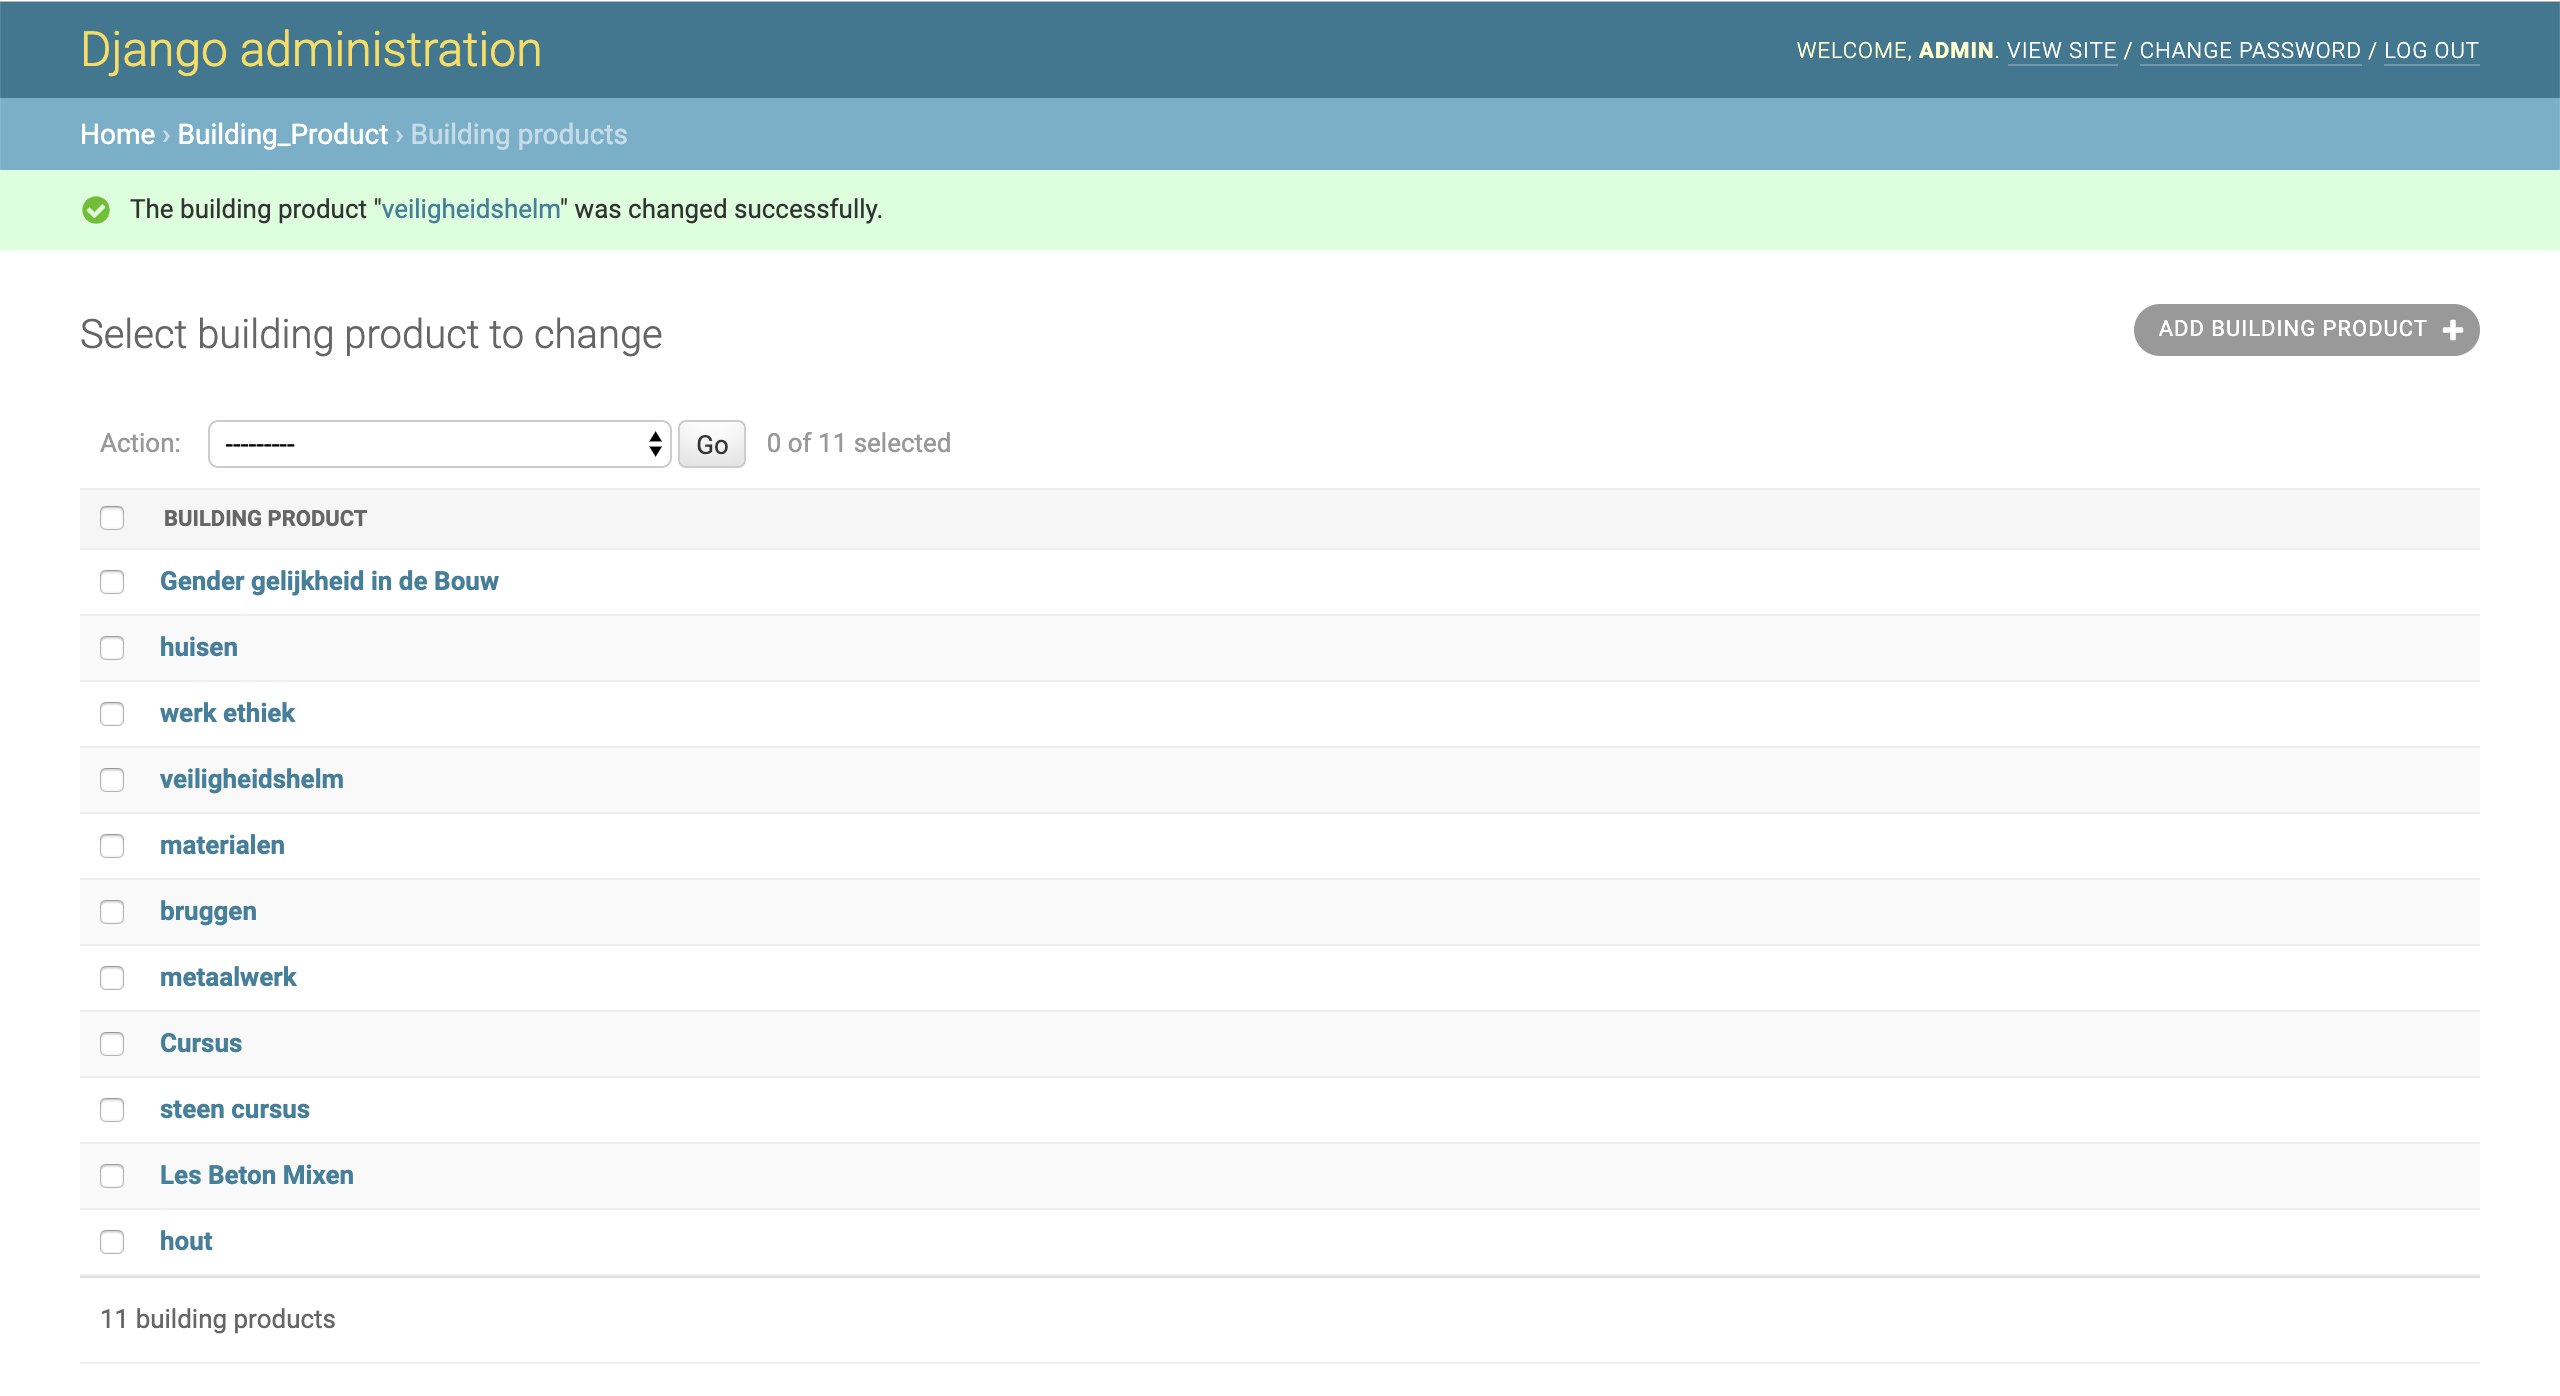 Django administration
WELCOME, ADMIN. VIEW SITE / CHANGE PASSWORD / LOG OUT
Home › Building_Product › Building products
The building product "veiligheidshelm" was changed successfully.
Select building product to change
ADD BUILDING PRODUCT
Action: --------- Go 0 of 11 selected
BUILDING PRODUCT
Gender gelijkheid in de Bouw
huisen
werk ethiek
veiligheidshelm
materialen
bruggen
metaalwerk
Cursus
steen cursus
Les Beton Mixen
hout
11 building products